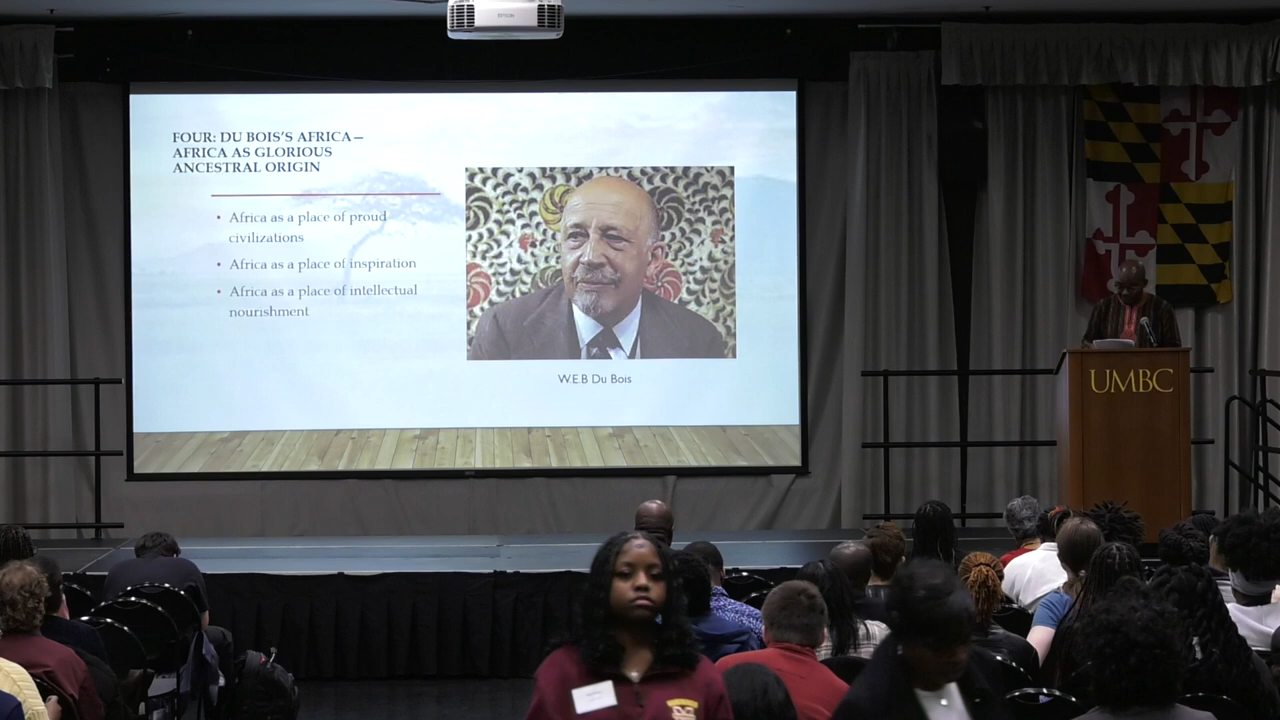 EPSON
FOUR: DU BOIS'S AFRICA—
AFRICA AS GLORIOUS
ANCESTRAL ORIGIN
• Africa as a place of proud
civilizations
• Africa as a place of inspiration
• Africa as a place of intellectual
nourishment
W.E.B Du Bois
UMBC